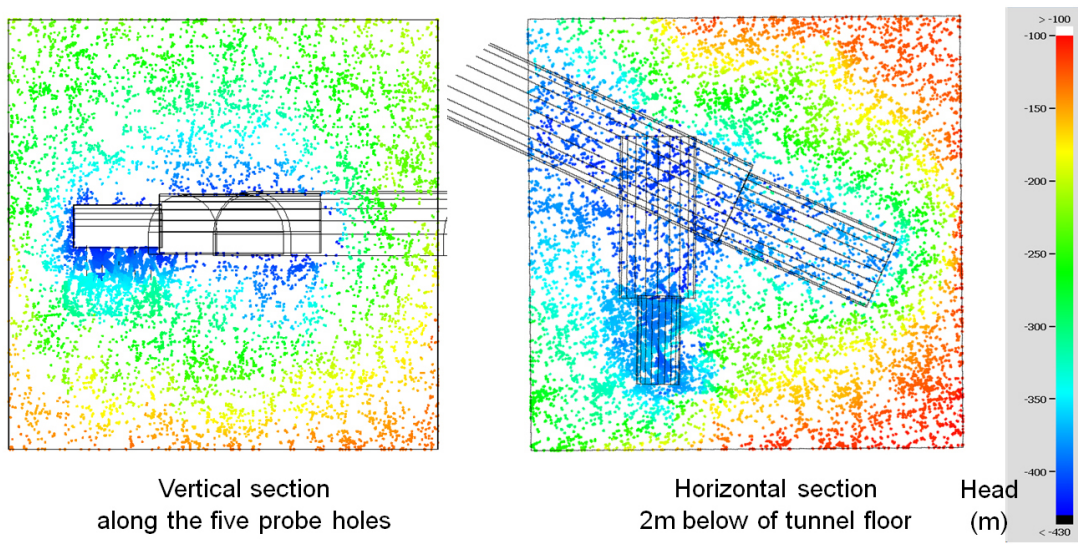 > -100
-100
-150
-200
-250
-300
-350
-400
< -430
Vertical section
along the five probe holes
Horizontal section
2m below of tunnel floor
Head
(m)